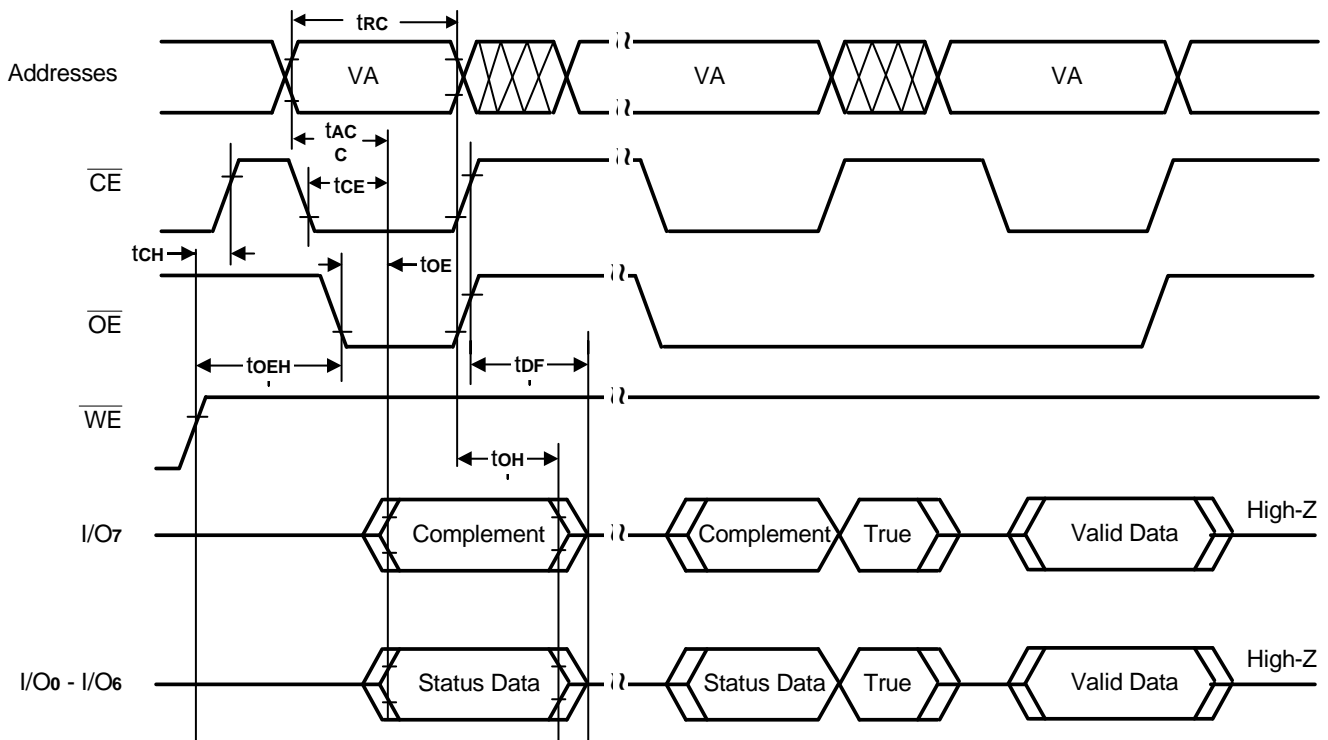 tRC
Addresses
VA
VA
VA
tAC
C
CE
tCE
tCH
tOE
OE
tOEH
tDF
WE
tOH
I/O7
Complement
Complement
True
Valid Data
High-Z
I/O0 - I/O6
Status Data
Status Data
True
Valid Data
High-Z